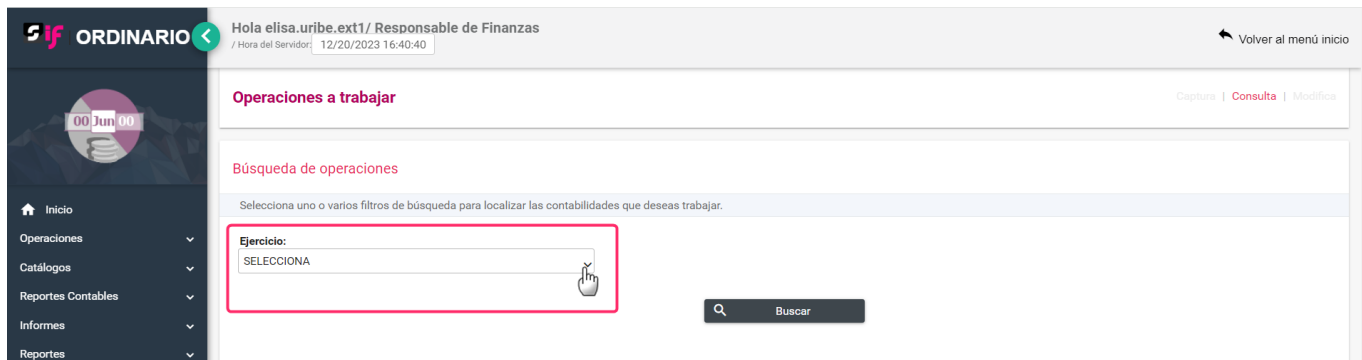 SIF ORDINARIO
Hola elisa.uribe.ext1/ Responsable de Finanzas
/ Hora del Servidor: 12/20/2023 16:40:40
Volver al menú inicio
Operaciones a trabajar
Captura | Consulta | Modifica
00 Jun 00
Búsqueda de operaciones
Selecciona uno o varios filtros de búsqueda para localizar las contabilidades que deseas trabajar.
Inicio
Operaciones
Catálogos
Reportes Contables
Informes
Reportes
Ejercicio:
SELECCIONA
Buscar